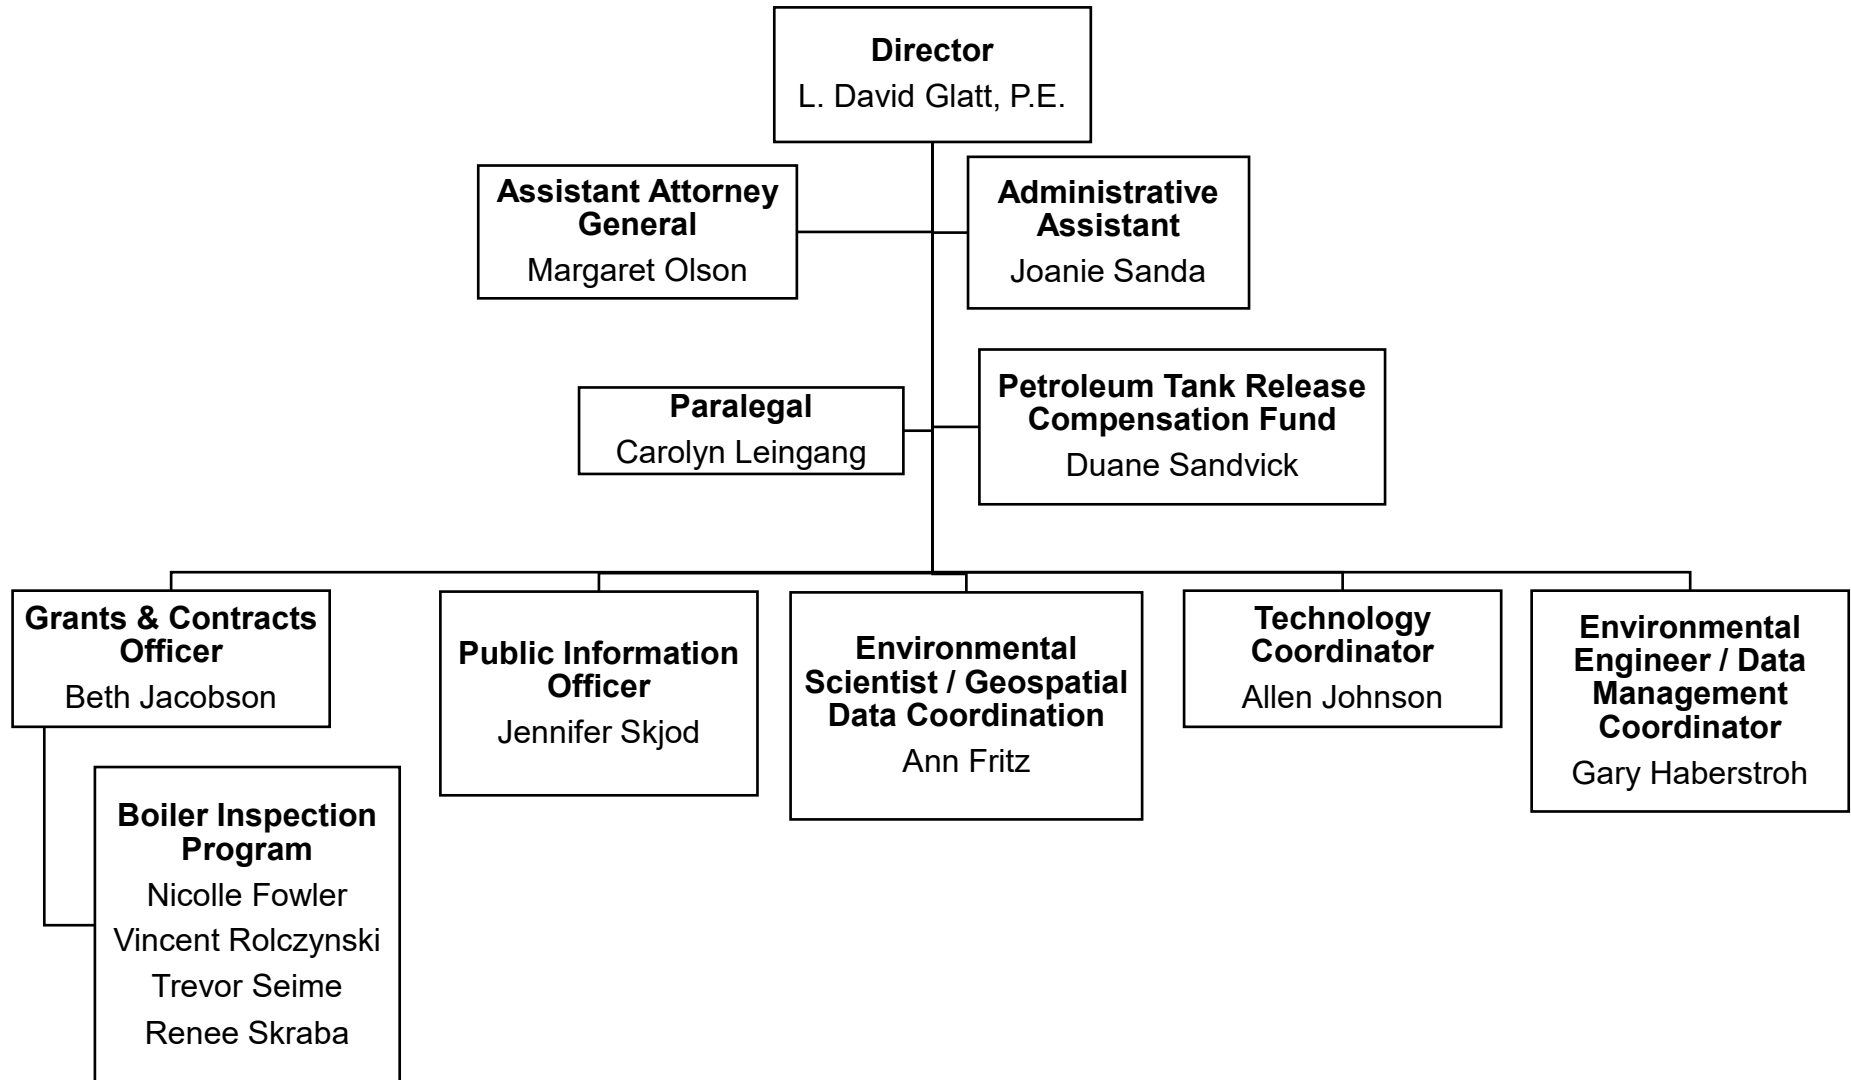 Director
L. David Glatt, P.E.
Assistant Attorney
General
Margaret Olson
Administrative
Assistant
Joanie Sanda
Paralegal
Carolyn Leingang
Petroleum Tank Release
Compensation Fund
Duane Sandvick
Grants & Contracts
Officer
Beth Jacobson
Public Information
Officer
Jennifer Skjod
Environmental
Scientist / Geospatial
Data Coordination
Ann Fritz
Technology
Coordinator
Allen Johnson
Environmental
Engineer / Data
Management
Coordinator
Gary Haberstroh
Boiler Inspection
Program
Nicolle Fowler
Vincent Rolczynski
Trevor Seime
Renee Skraba